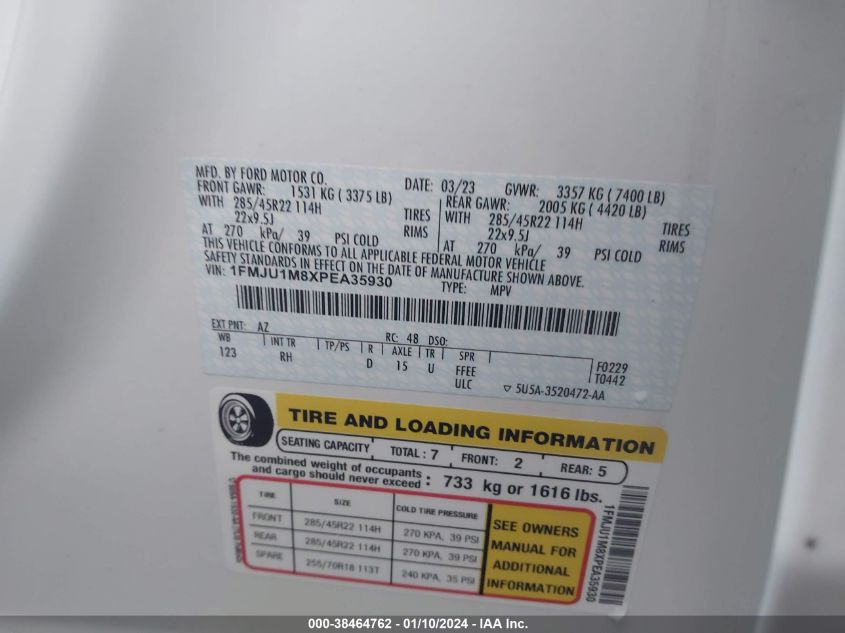 MFD. BY FORD MOTOR CO.
DATE: 03/23 GVWR: 3357 KG ( 7400 LB)
FRONT GAWR: 1531 KG ( 3375 LB)
REAR GAWR: 2005 KG ( 4420 LB)
WITH 285/45R22 114H TIRES
WITH 285/45R22 114H TIRES
22x9.5J RIMS
22x9.5J RIMS
AT 270 kPa/ 39 PSI COLD
AT 270 kPa/ 39 PSI COLD
THIS VEHICLE CONFORMS TO ALL APPLICABLE FEDERAL MOTOR VEHICLE
SAFETY STANDARDS IN EFFECT ON THE DATE OF MANUFACTURE SHOWN ABOVE.
VIN: 1FMJU1M8XPEA35930
TYPE: MPV
EXT PNT: AZ RC: 48 DSO:
WB INT TR TP/PS R AXLE TR SPR
123 RH D 15 U FFEE
ULC
F0229
T0442
▽ 5U5A-3520472-AA
TIRE AND LOADING INFORMATION
SEATING CAPACITY TOTAL : 7 FRONT: 2 REAR: 5
The combined weight of occupants
and cargo should never exceed : 733 kg or 1616 lbs.
TIRE SIZE COLD TIRE PRESSURE
FRONT 285/45R22 114H 270 KPA, 39 PSI
REAR 285/45R22 114H 270 KPA, 39 PSI
SPARE 255/70R18 113T 240 KPA, 35 PSI
SEE OWNERS
MANUAL FOR
ADDITIONAL
INFORMATION
1FMJU1M8XPEA35930
000-38464762 - 01/10/2024 - IAA Inc.